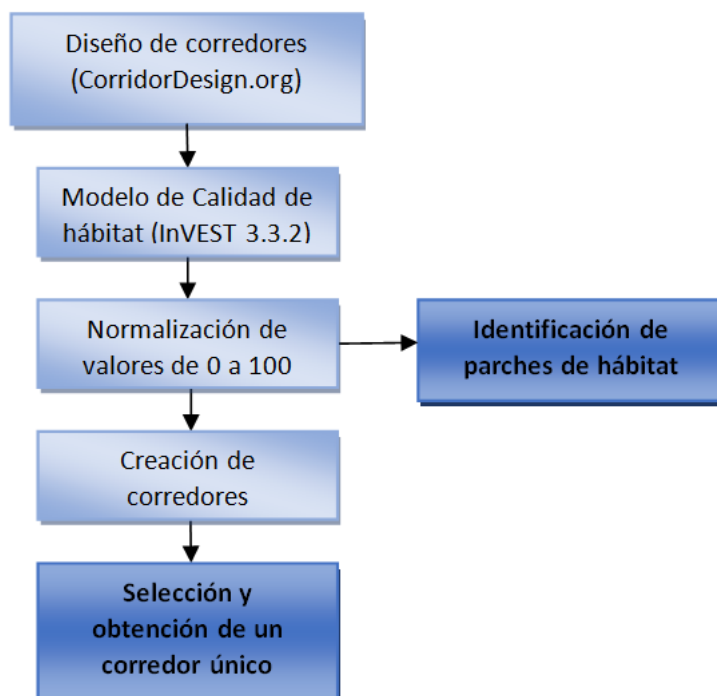 Diseño de corredores
(CorridorDesign.org)
Modelo de Calidad de
hábitat (InVEST 3.3.2)
Normalización de
valores de 0 a 100
Identificación de
parches de hábitat
Creación de
corredores
Selección y
obtención de un
corredor único